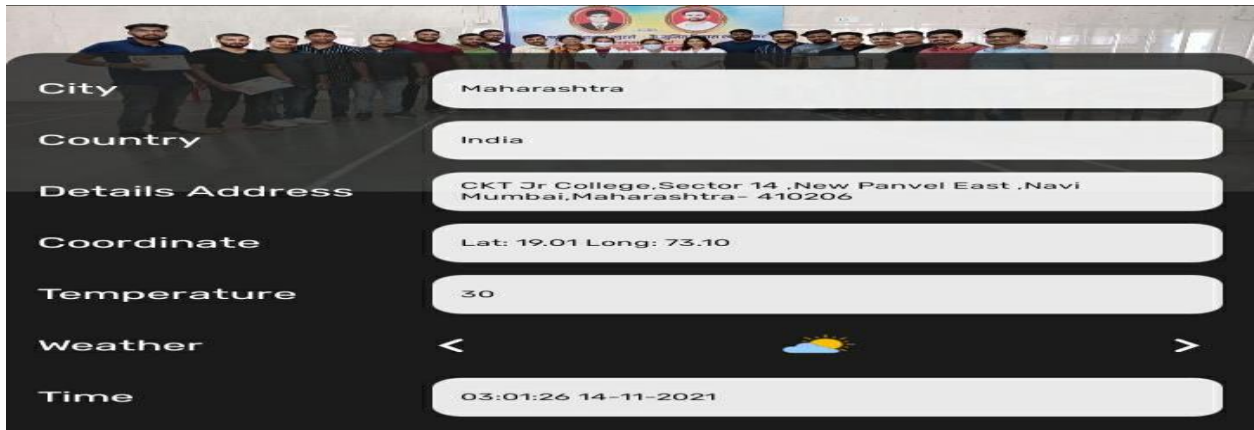 City
Maharashtra
Country
India
Details Address
CKT Jr College,Sector 14 ,New Panvel East ,Navi
Mumbai,Maharashtra- 410206
Coordinate
Lat: 19.01 Long: 73.10
Temperature
30
Weather
< >
Time
03:01:26 14-11-2021